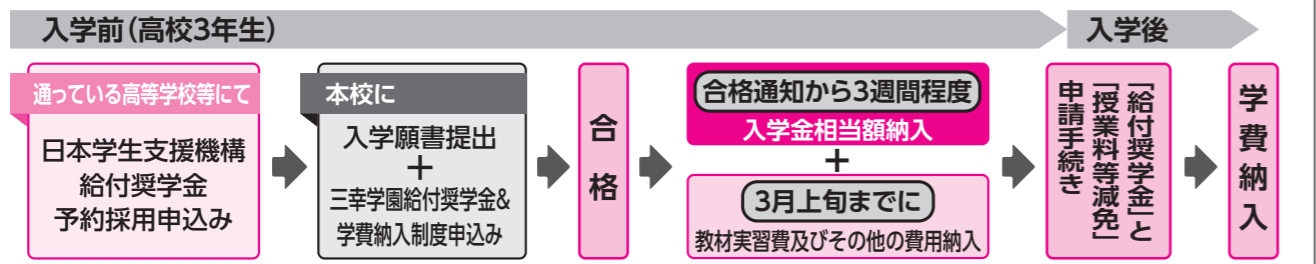 入学前(高校3年生)
入学後
通っている高等学校等にて
日本学生支援機構
給付奨学金
予約採用申込み
本校に
入学願書提出
+
三幸学園給付奨学金&
学費納入制度申込み
合格
合格通知から3週間程度
入学金相当額納入
+
3月上旬までに
教材実習費及びその他の費用納入
「給付奨学金」と
「授業料等減免」
申請手続き
学費納入